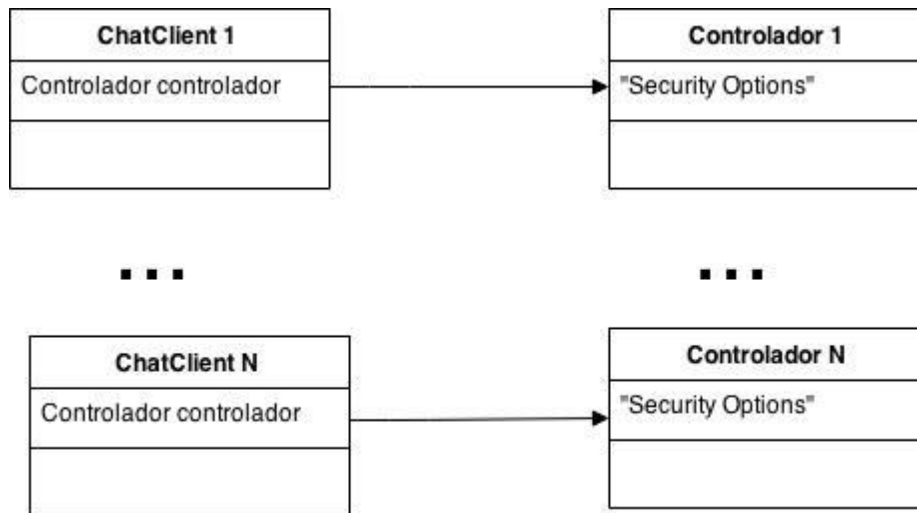 ChatClient 1
Controlador controlador
Controlador 1
"Security Options"
...
...
ChatClient N
Controlador controlador
Controlador N
"Security Options"